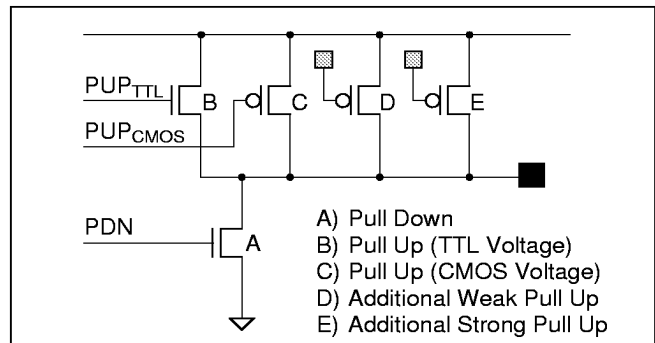 PUPTTL
B
C
D
E
PUPCMOS
PDN
A
A) Pull Down
B) Pull Up (TTL Voltage)
C) Pull Up (CMOS Voltage)
D) Additional Weak Pull Up
E) Additional Strong Pull Up